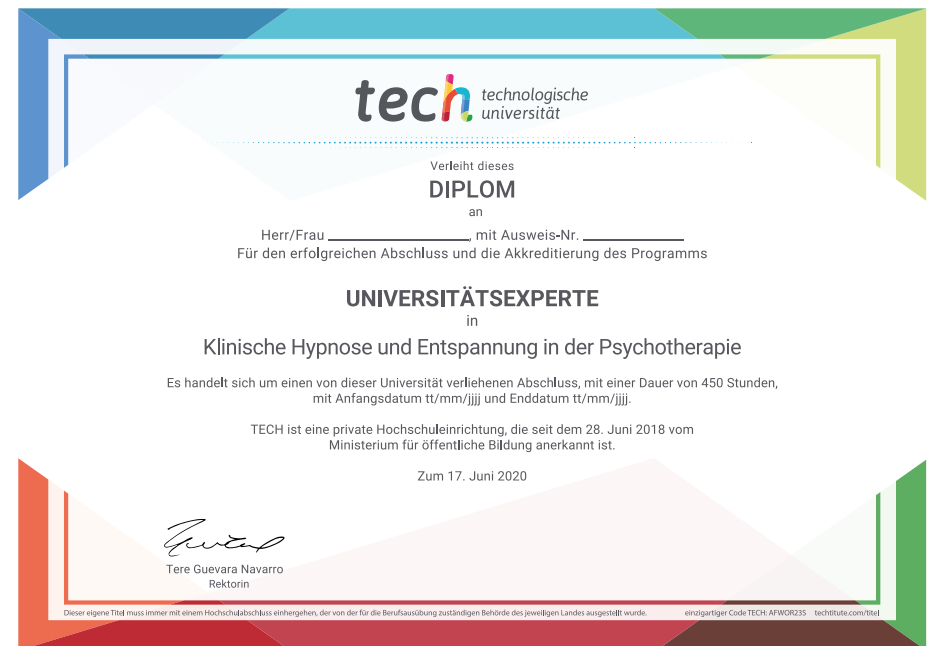 tech technologische
universität
Verleiht dieses
DIPLOM
an
Herr/Frau ____________________, mit Ausweis-Nr. ______________
Für den erfolgreichen Abschluss und die Akkreditierung des Programms
UNIVERSITÄTSEXPERTE
in
Klinische Hypnose und Entspannung in der Psychotherapie
Es handelt sich um einen von dieser Universität verliehenen Abschluss, mit einer Dauer von 450 Stunden,
mit Anfangsdatum tt/mm/jjjj und Enddatum tt/mm/jjjj.
TECH ist eine private Hochschuleinrichtung, die seit dem 28. Juni 2018 vom
Ministerium für öffentliche Bildung anerkannt ist.
Zum 17. Juni 2020
Tere Guevara Navarro
Rektorin
Dieser eigene Titel muss immer mit einem Hochschulabschluss einhergehen, der von der für die Berufsausübung zuständigen Behörde des jeweiligen Landes ausgestellt wurde. einzigartiger Code TECH: AFWOR23S techtitute.com/titel